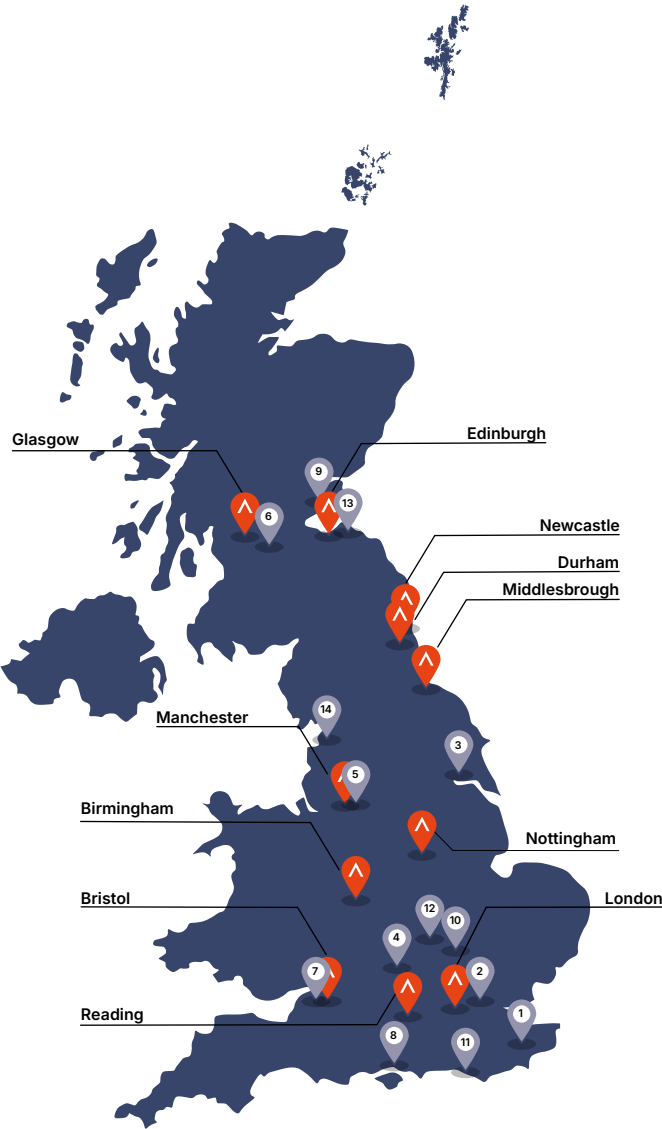 Edinburgh
Glasgow
9
13
6
Newcastle
Durham
Middlesbrough
14
Manchester
3
5
Birmingham
Nottingham
Bristol
London
12
10
4
7
2
Reading
1
8
11